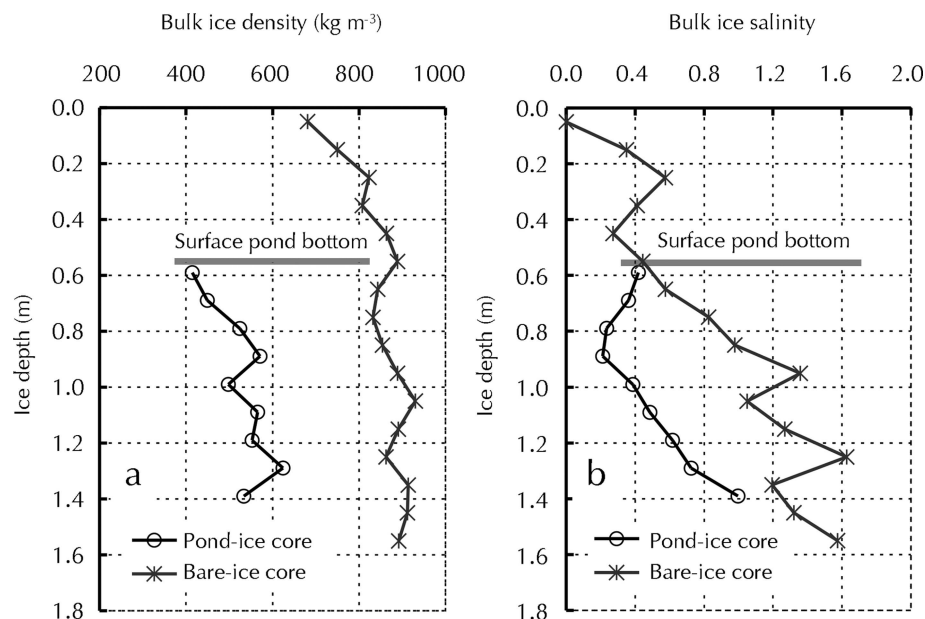 Bulk ice density (kg m-3)
200 400 600 800 1000
0.0
0.2
0.4
Surface pond bottom
0.6
0.8
1.0
1.2
1.4
1.6
1.8
Ice depth (m)
a
Pond-ice core
Bare-ice core
Bulk ice salinity
0.0 0.4 0.8 1.2 1.6 2.0
0.0
0.2
0.4
Surface pond bottom
0.6
0.8
1.0
1.2
1.4
1.6
1.8
Ice depth (m)
b
Pond-ice core
Bare-ice core